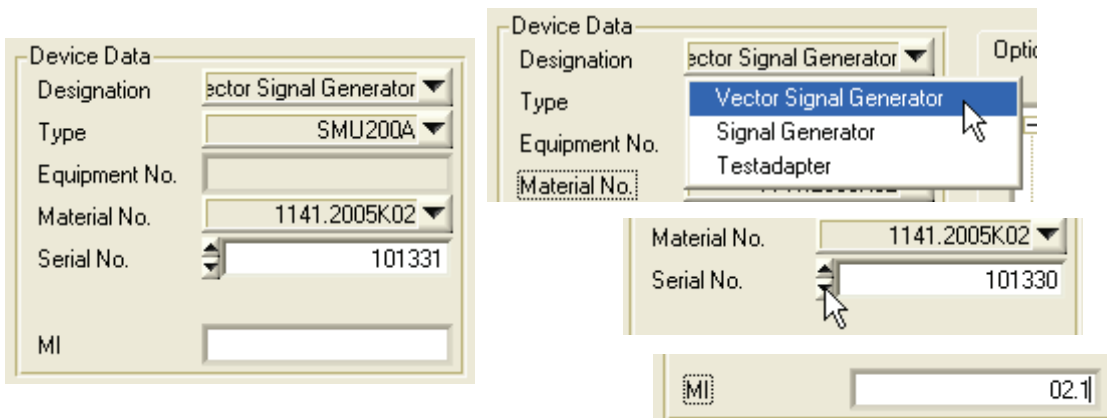 Device Data
Designation ector Signal Generator
Type SMU200A
Equipment No.
Material No. 1141.2005K02
Serial No. 101331
MI
Device Data
Designation ector Signal Generator
Type
Equipment No.
Material No.
Vector Signal Generator
Signal Generator
Testadapter
Optio
Material No. 1141.2005K02
Serial No. 101330
MI 02.1